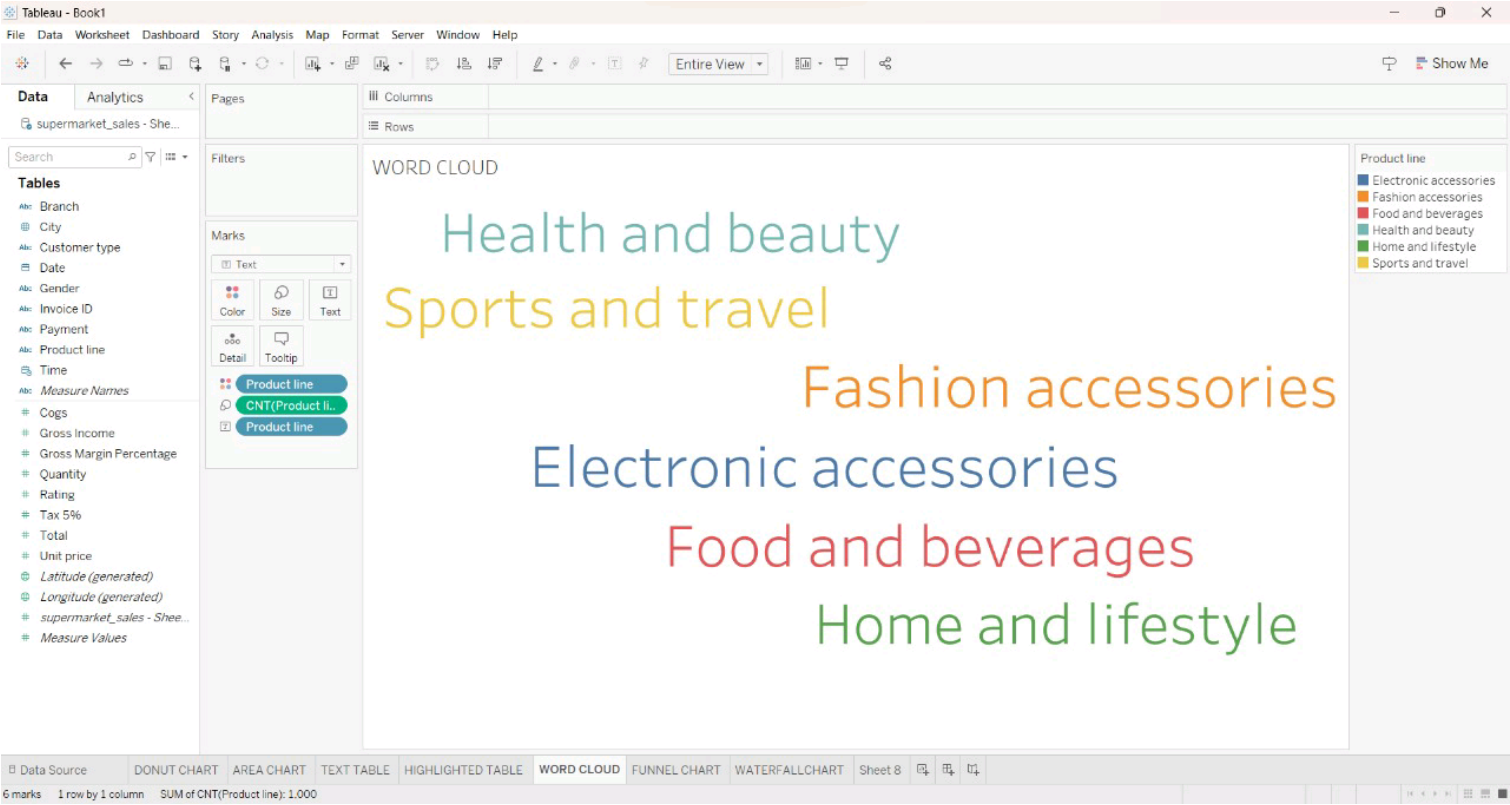 Tableau - Book1
File Data Worksheet Dashboard Story Analysis Map Format Server Window Help
Entire View
Show Me
Data Analytics
supermarket_sales - She...
Search
Tables
Abc Branch
City
Abc Customer type
Date
Abc Gender
Abc Invoice ID
Abc Payment
Abc Product line
Time
Abc Measure Names
# Cogs
# Gross Income
# Gross Margin Percentage
# Quantity
# Rating
# Tax 5%
# Total
# Unit price
Latitude (generated)
Longitude (generated)
# supermarket_sales - Shee...
# Measure Values
Pages
Filters
Marks
T Text
Color Size T Text
Detail Tooltip
Product line
CNT(Product li..
T Product line
Columns
Rows
WORD CLOUD
Health and beauty
Sports and travel
Fashion accessories
Electronic accessories
Food and beverages
Home and lifestyle
Product line
Electronic accessories
Fashion accessories
Food and beverages
Health and beauty
Home and lifestyle
Sports and travel
Data Source DONUT CHART AREA CHART TEXT TABLE HIGHLIGHTED TABLE WORD CLOUD FUNNEL CHART WATERFALLCHART Sheet 8
6 marks 1 row by 1 column SUM of CNT(Product line): 1.000